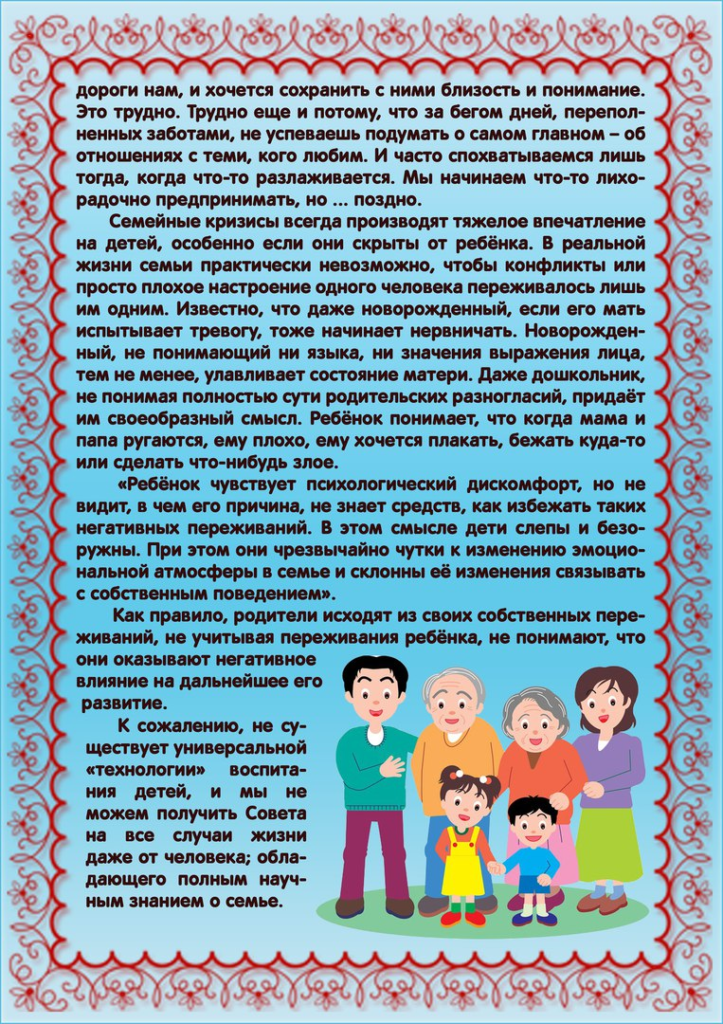 дороги нам, и хочется сохранить с ними близость и понимание.
Это трудно. Трудно еще и потому, что за бегом дней, перепол-
ненных заботами, не успеваешь подумать о самом главном – об
отношениях с теми, кого любим. И часто спохватываемся лишь
тогда, когда что-то разлаживается. Мы начинаем что-то лихо-
радочно предпринимать, но ... поздно.
Семейные кризисы всегда производят тяжелое впечатление
на детей, особенно если они скрыты от ребёнка. В реальной
жизни семьи практически невозможно, чтобы конфликты или
просто плохое настроение одного человека переживалось лишь
им одним. Известно, что даже новорожденный, если его мать
испытывает тревогу, тоже начинает нервничать. Новорожден-
ный, не понимающий ни языка, ни значения выражения лица,
тем не менее, улавливает состояние матери. Даже дошкольник,
не понимая полностью сути родительских разногласий, придаёт
им своеобразный смысл. Ребёнок понимает, что когда мама и
папа ругаются, ему плохо, ему хочется плакать, бежать куда-то
или сделать что-нибудь злое.
«Ребёнок чувствует психологический дискомфорт, но не
видит, в чем его причина, не знает средств, как избежать таких
негативных переживаний. В этом смысле дети слепы и безо-
ружны. При этом они чрезвычайно чутки к изменению эмоцио-
нальной атмосферы в семье и склонны её изменения связывать
с собственным поведением».
Как правило, родители исходят из своих собственных пере-
живаний, не учитывая переживания ребёнка, не понимают, что
они оказывают негативное
влияние на дальнейшее его
развитие.
К сожалению, не су-
ществует универсальной
«технологии» воспита-
ния детей, и мы не
можем получить Совета
на все случаи жизни
даже от человека; обла-
дающего полным науч-
ным знанием о семье.